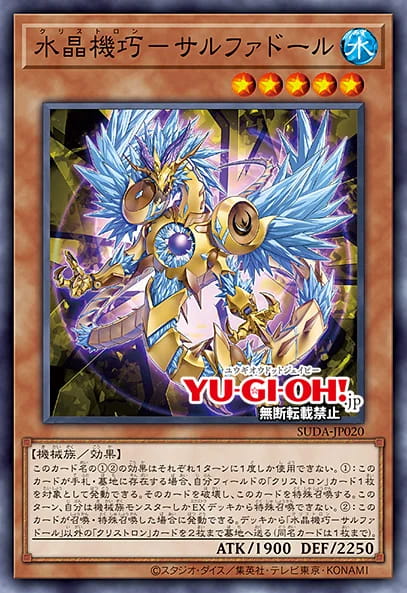 クリストロン
水晶機巧－サルファドール
水
ユウギオウドットジェイピー
YU-GI-OH!.jp
無断転載禁止
SUDA-JP020
【機械族／効果】
このカード名の①②の効果はそれぞれ1ターンに1度しか使用できない。①：この
カードが手札・墓地に存在する場合、自分フィールドの「クリストロン」カード1枚
を対象として発動できる。そのカードを破壊し、このカードを特殊召喚する。この
ターン、自分は機械族モンスターしかEXデッキから特殊召喚できない。②：このカー
ドが召喚・特殊召喚した場合に発動できる。デッキから「水晶機巧－サルファ
ドール」以外の「クリストロン」カードを2枚まで墓地へ送る（同名カードは1枚まで）。
ATK/1900 DEF/2250
©スタジオ・ダイス／集英社・テレビ東京・KONAMI